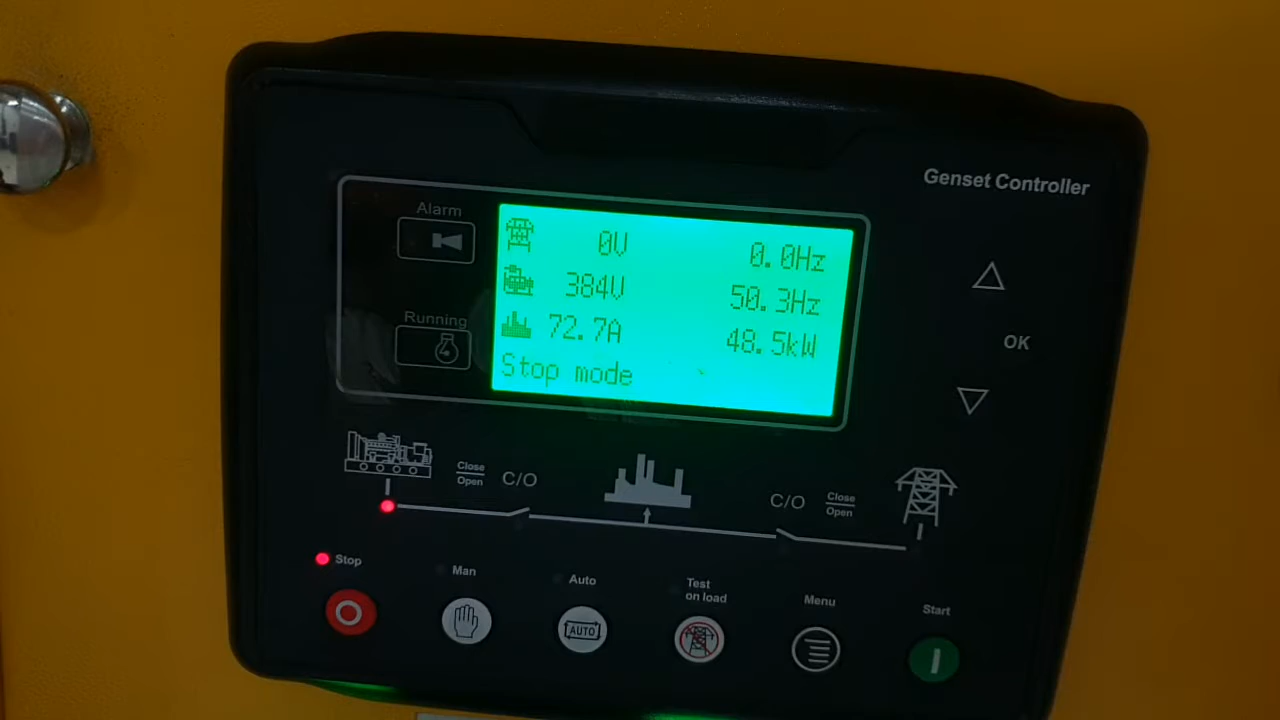 Genset Controller
Alarm
0V 0.0Hz
384V 50.3Hz
Running
72.7A 48.5kW
OK
Stop mode
Close
Open
C/O
C/O
Close
Open
Stop
Man
Auto
Test
on load
Menu
Start
AUTO